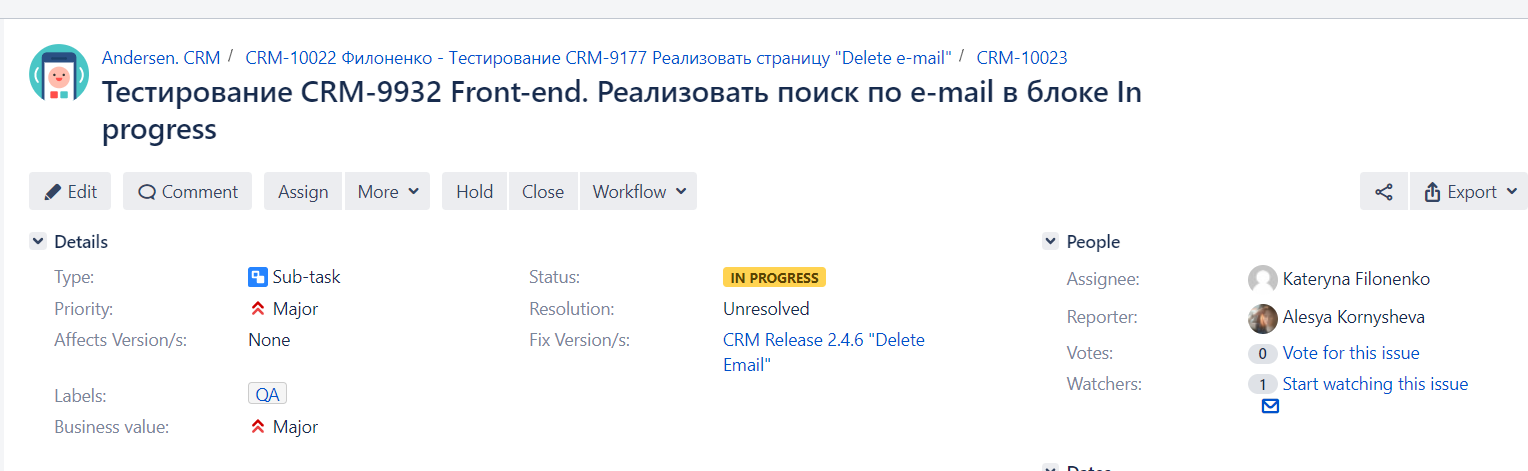 Andersen. CRM / CRM-10022 Филоненко - Тестирование CRM-9177 Реализовать страницу "Delete e-mail" / CRM-10023
Тестирование CRM-9932 Front-end. Реализовать поиск по e-mail в блоке In
progress
Edit Comment Assign More Hold Close Workflow Export
Details
Type: Sub-task
Status: IN PROGRESS
Priority: Major
Resolution: Unresolved
Affects Version/s: None
Fix Version/s: CRM Release 2.4.6 "Delete
Email"
Labels: QA
Business value: Major
People
Assignee: Kateryna Filonenko
Reporter: Alesya Kornysheva
Votes: 0 Vote for this issue
Watchers: 1 Start watching this issue